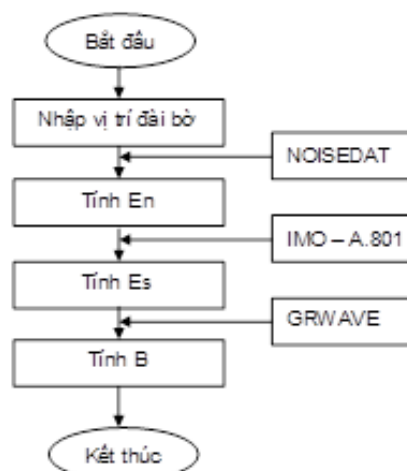 Bắt đầu
Nhập vị trí đài bờ
NOISEDAT
Tính En
IMO – A.801
Tính Es
GRWAVE
Tính B
Kết thúc